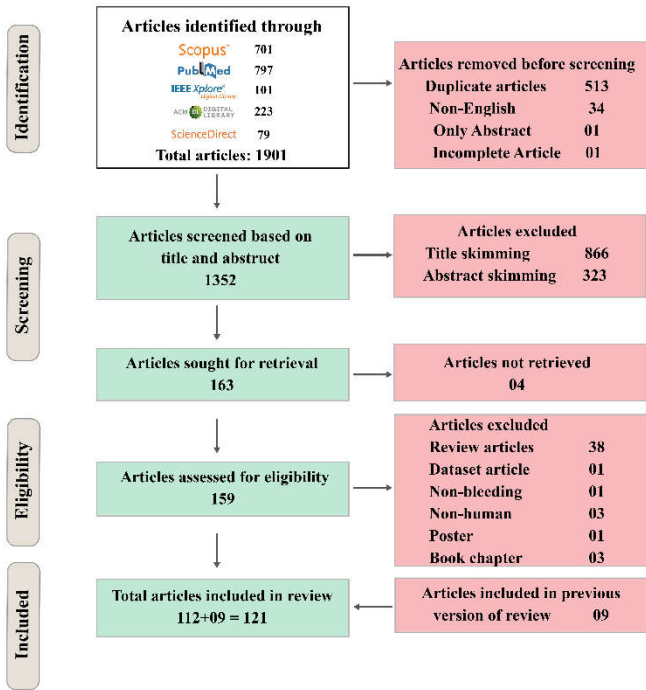 Identification
Articles identified through
Scopus 701
PubMed 797
IEEE Xplore digital library 101
ACM DL DIGITAL LIBRARY 223
ScienceDirect 79
Total articles: 1901
Articles removed before screening
Duplicate articles 513
Non-English 34
Only Abstract 01
Incomplete Article 01
Screening
Articles screened based on
title and abstract
1352
Articles excluded
Title skimming 866
Abstract skimming 323
Articles sought for retrieval
163
Articles not retrieved
04
Eligibility
Articles assessed for eligibility
159
Articles excluded
Review articles 38
Dataset article 01
Non-bleeding 01
Non-human 03
Poster 01
Book chapter 03
Included
Total articles included in review
112+09 = 121
Articles included in previous
version of review 09